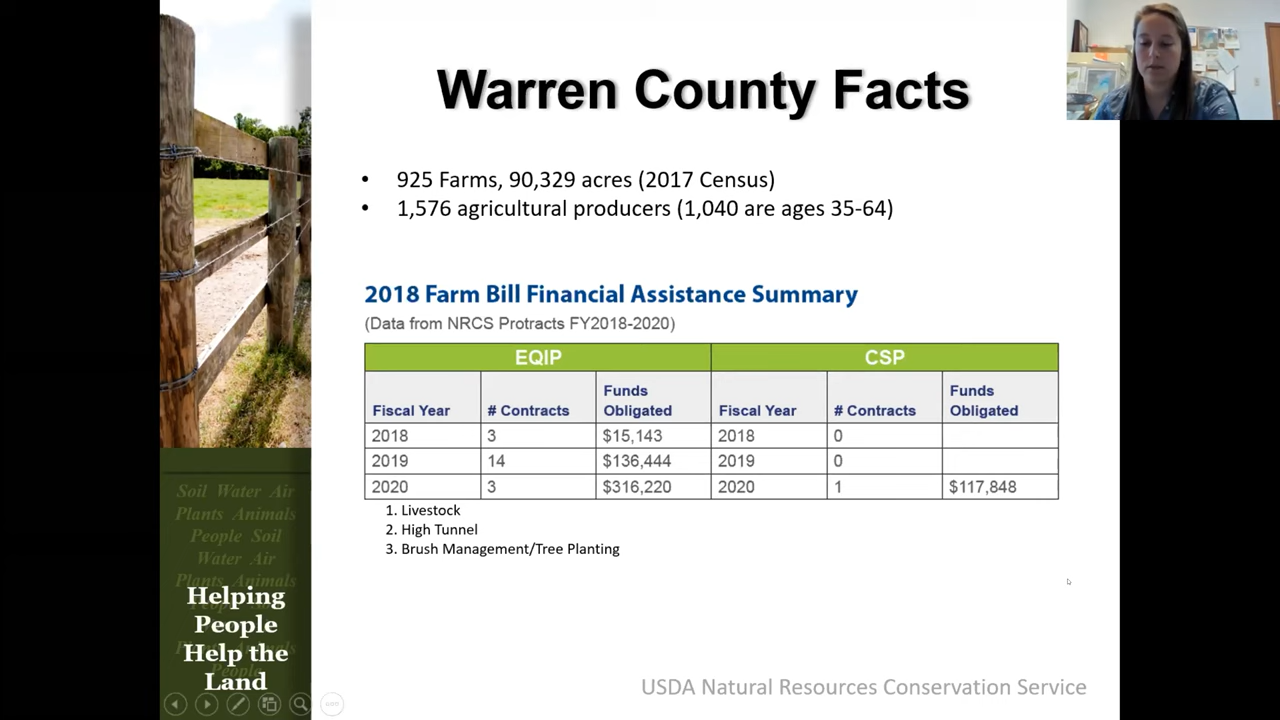 Warren County Facts
• 925 Farms, 90,329 acres (2017 Census)
• 1,576 agricultural producers (1,040 are ages 35-64)
2018 Farm Bill Financial Assistance Summary
(Data from NRCS Protracts FY2018-2020)
EQIP CSP
Fiscal Year # Contracts Funds Obligated Fiscal Year # Contracts Funds Obligated
2018 3 $15,143 2018 0
2019 14 $136,444 2019 0
2020 3 $316,220 2020 1 $117,848
1. Livestock
2. High Tunnel
3. Brush Management/Tree Planting
Soil Water Air
Plants Animals
People Soil
Water Air
Plants Animals
Helping
People
Help the
Land
USDA Natural Resources Conservation Service